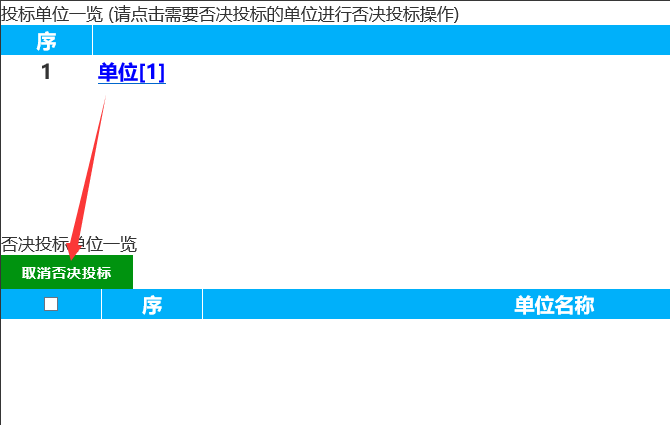 投标单位一览 (请点击需要否决投标的单位进行否决投标操作)
序
1 单位[1]
否决投标单位一览
取消否决投标
序 单位名称